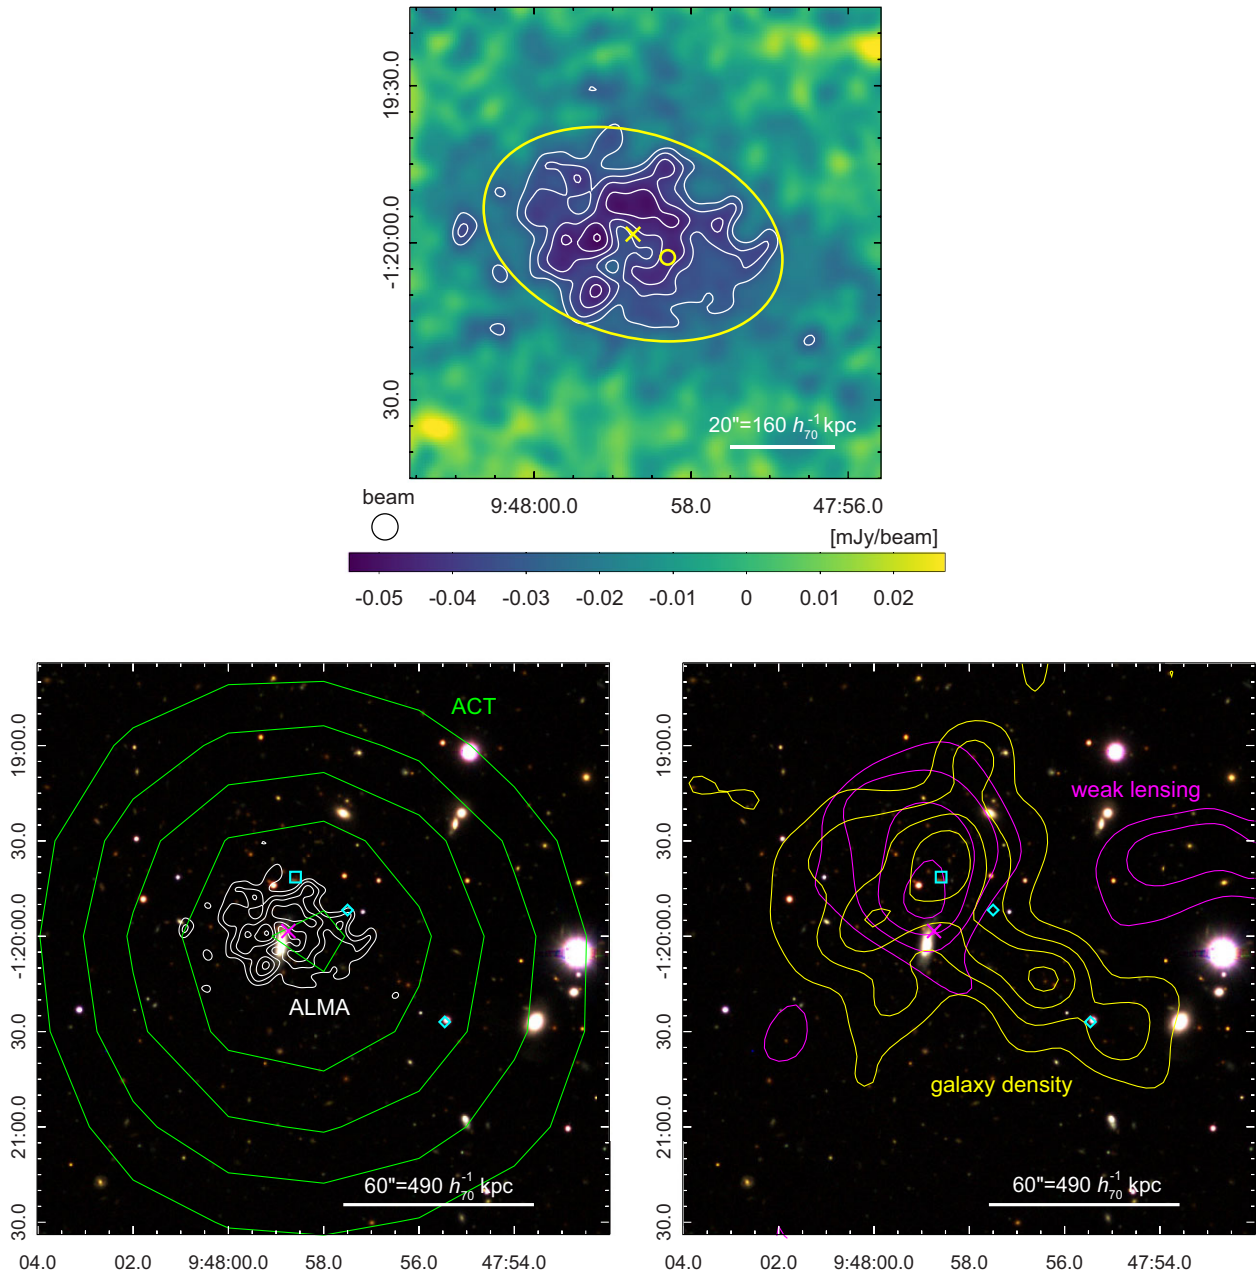 19:30.0
-1:20:00.0
30.0
20"=160 h₇₀⁻¹ kpc
beam
9:48:00.0 58.0 47:56.0
[mJy/beam]
-0.05 -0.04 -0.03 -0.02 -0.01 0 0.01 0.02
19:00.0
30.0
-1:20:00.0
30.0
21:00.0
30.0
ACT
ALMA
60"=490 h₇₀⁻¹ kpc
04.0 02.0 9:48:00.0 58.0 56.0 47:54.0
19:00.0
30.0
-1:20:00.0
30.0
21:00.0
30.0
weak lensing
galaxy density
60"=490 h₇₀⁻¹ kpc
04.0 02.0 9:48:00.0 58.0 56.0 47:54.0